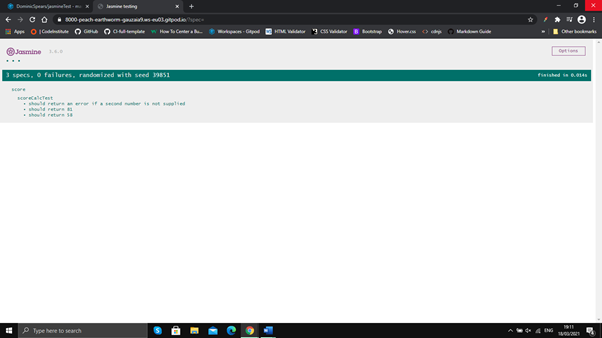 DominicSpears/jasmineTest - ma
Jasmine testing
8000-peach-earthworm-gauzaia9.ws-eu03.gitpod.io/?spec=
Apps
| CodeInstitute
GitHub
CI-full-template
How To Center a Bu...
Workspaces - Gitpod
HTML Validator
CSS Validator
Bootstrap
Hover.css
cdnjs
Markdown Guide
»
Other bookmarks
Jasmine
Options
• • •
3 specs, 0 failures, randomized with seed 39851
Finished in 0.014s
score
scoreCalcTest
• should return an error if a second number is not supplied
• should return 81
• should return 58
Type here to search
ENG
19:11
18/03/2021